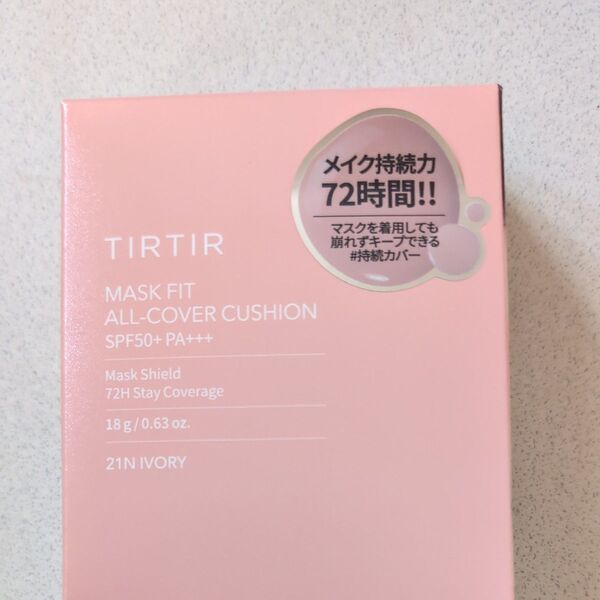 メイク持続力
72時間!!
マスクを着用しても
崩れずキープできる
#持続カバー
TIRTIR
MASK FIT
ALL-COVER CUSHION
SPF50+ PA+++
Mask Shield
72H Stay Coverage
18 g / 0.63 oz.
21N IVORY